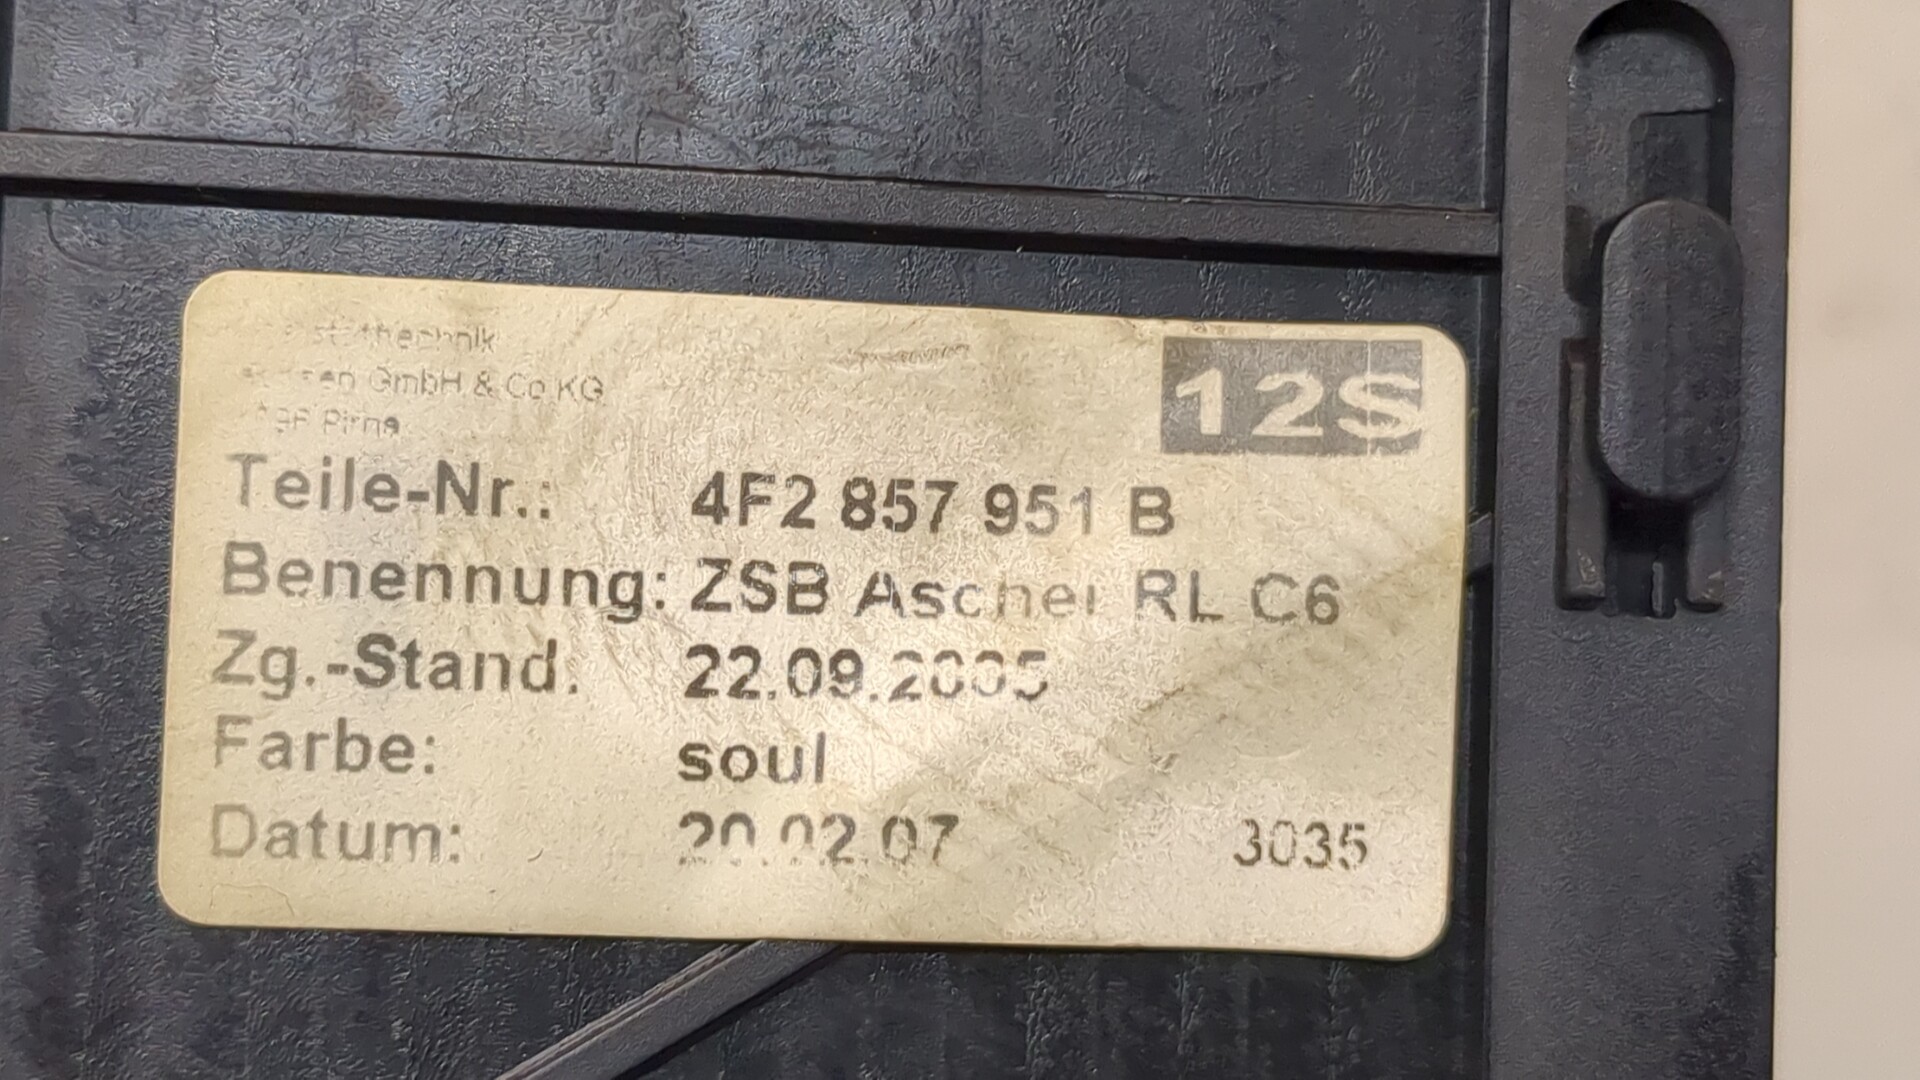 GmbH & Co KG
12S
Teile-Nr.: 4F2 857 951 B
Benennung: ZSB Ascher RL C6
Zg.-Stand: 22.09.2005
Farbe: soul
Datum: 20.02.07 3035